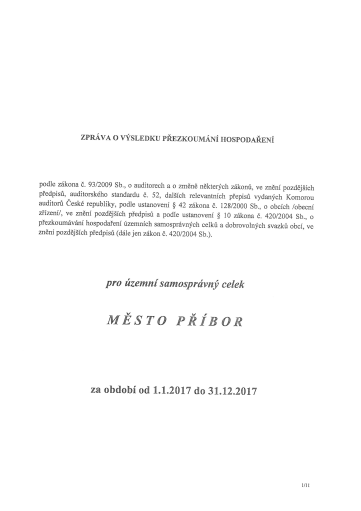 ZPRÁVA O VÝSLEDKU PŘEZKOUMÁNÍ HOSPODAŘENÍ
podle zákona č. 93/2009 Sb., o auditorech a o změně některých zákonů, ve znění pozdějších
předpisů, auditorského standardu č. 52, dalších relevantních přepisů vydaných Komorou
auditorů České republiky, podle ustanovení § 42 zákona č. 128/2000 Sb., o obcích /obecní
zřízení/, ve znění pozdějších předpisů a podle ustanovení § 10 zákona č. 420/2004 Sb., o
přezkoumávání hospodaření územních samosprávných celků a dobrovolných svazků obcí, ve
znění pozdějších předpisů (dále jen zákon č. 420/2004 Sb.).
pro územní samosprávný celek
MĚSTO PŘÍBOR
za období od 1.1.2017 do 31.12.2017
1/11